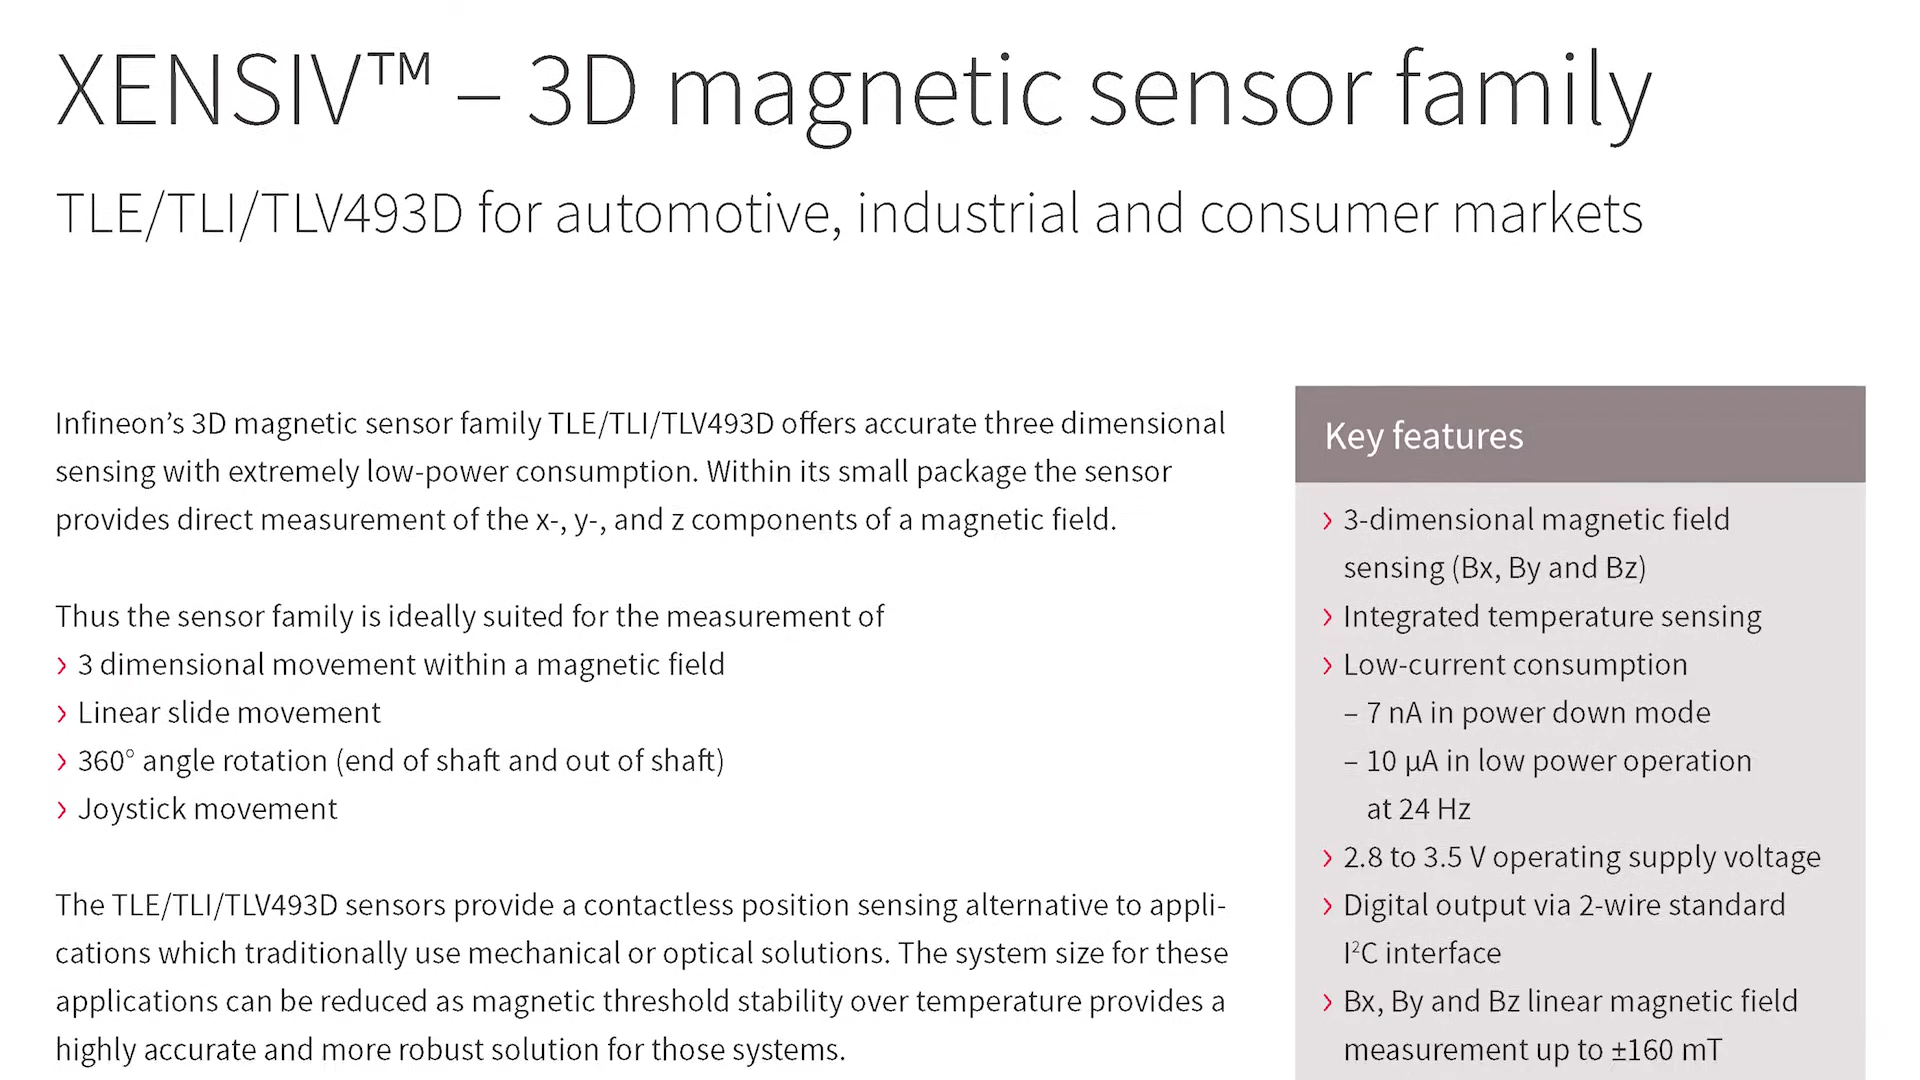 XENSIV™ – 3D magnetic sensor family
TLE/TLI/TLV493D for automotive, industrial and consumer markets
Infineon’s 3D magnetic sensor family TLE/TLI/TLV493D offers accurate three dimensional
sensing with extremely low-power consumption. Within its small package the sensor
provides direct measurement of the x-, y-, and z components of a magnetic field.
Thus the sensor family is ideally suited for the measurement of
› 3 dimensional movement within a magnetic field
› Linear slide movement
› 360° angle rotation (end of shaft and out of shaft)
› Joystick movement
The TLE/TLI/TLV493D sensors provide a contactless position sensing alternative to appli-
cations which traditionally use mechanical or optical solutions. The system size for these
applications can be reduced as magnetic threshold stability over temperature provides a
highly accurate and more robust solution for those systems.
Key features
› 3-dimensional magnetic field
sensing (Bx, By and Bz)
› Integrated temperature sensing
› Low-current consumption
– 7 nA in power down mode
– 10 µA in low power operation
at 24 Hz
› 2.8 to 3.5 V operating supply voltage
› Digital output via 2-wire standard
I²C interface
› Bx, By and Bz linear magnetic field
measurement up to ±160 mT